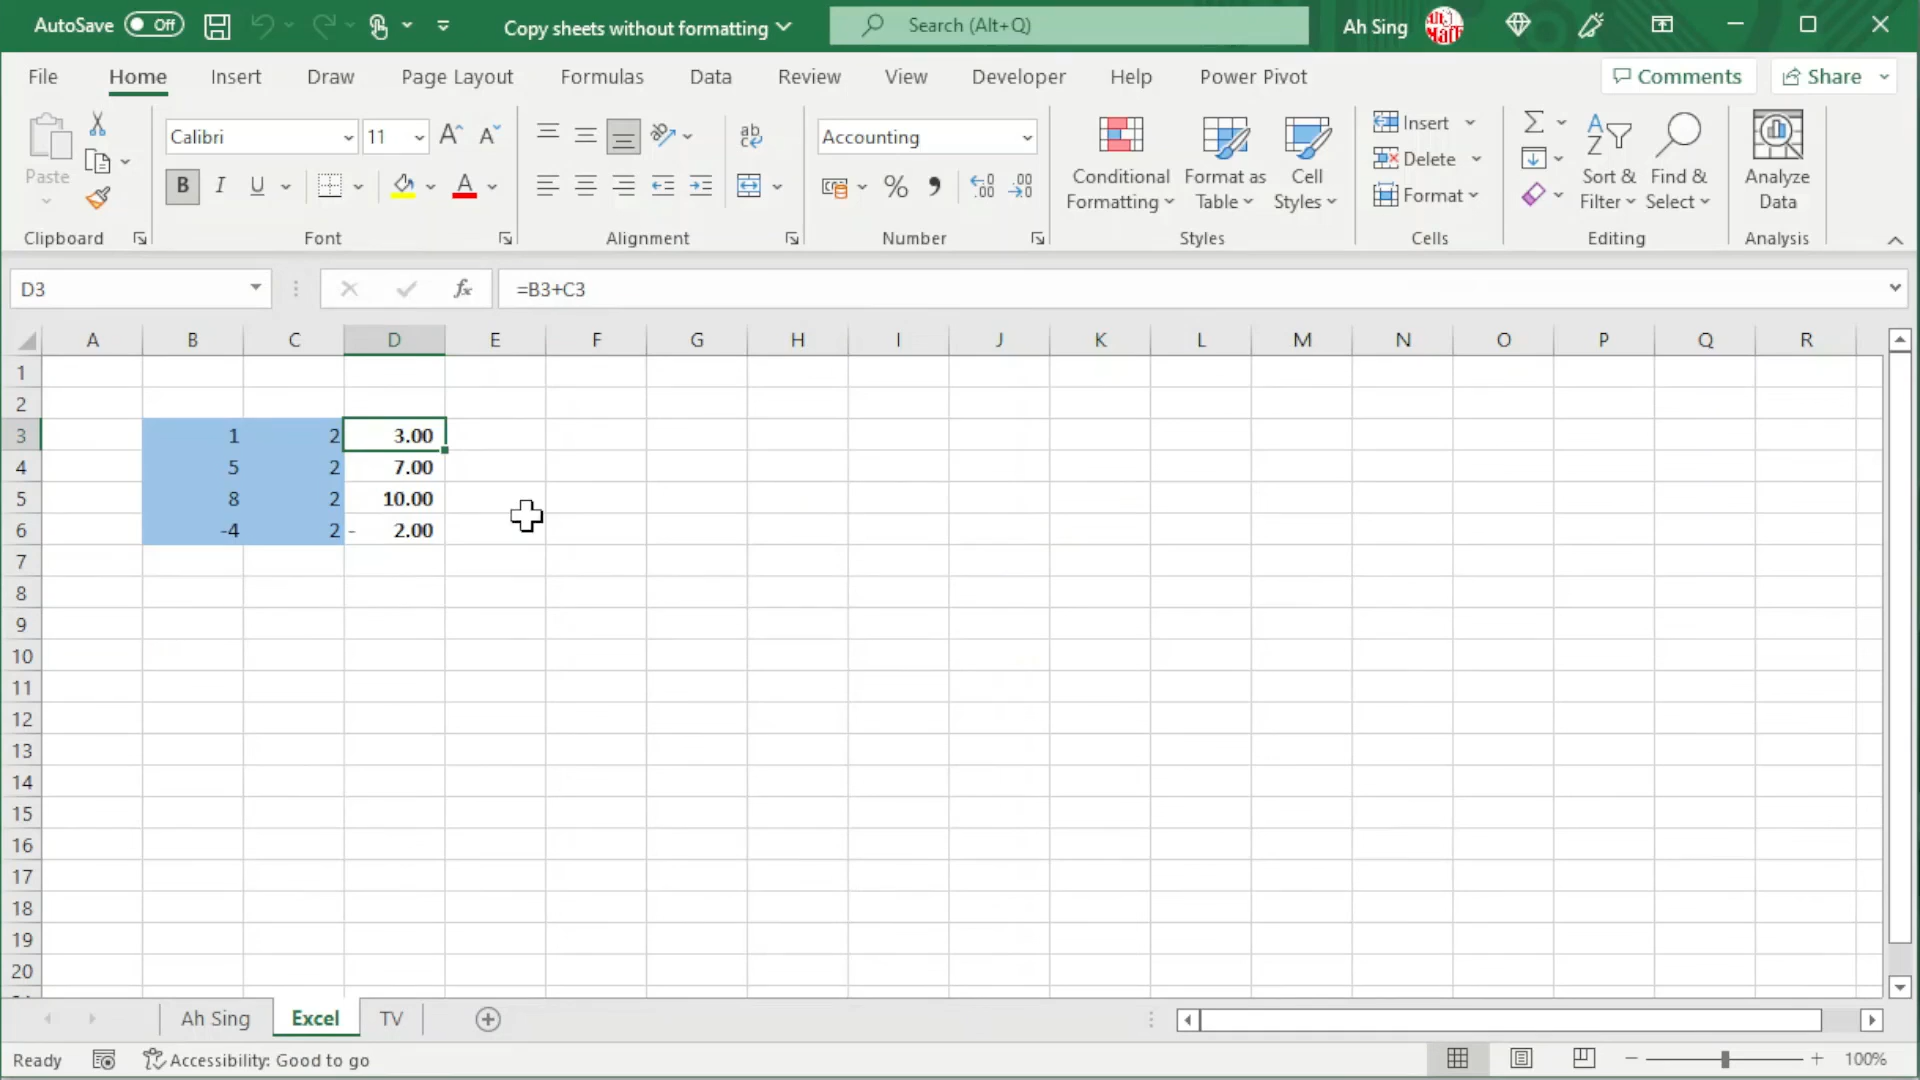 AutoSave Off Copy sheets without formatting Search (Alt+Q) Ah Sing
File Home Insert Draw Page Layout Formulas Data Review View Developer Help Power Pivot Comments Share
Paste
Clipboard
Calibri 11
B I U A
Font
ab
Alignment
Accounting
% , .00 .00
Number
Conditional
Formatting
Format as
Table
Cell
Styles
Styles
Insert
Delete
Format
Cells
Sort &
Filter
Find &
Select
Editing
Analyze
Data
Analysis
D3 fx =B3+C3
A B C D E F G H I J K L M N O P Q R
1
2
3 1 2 3.00
4 5 2 7.00
5 8 2 10.00
6 -4 2 - 2.00
7
8
9
10
11
12
13
14
15
16
17
18
19
20
Ah Sing Excel TV
Ready Accessibility: Good to go 100%